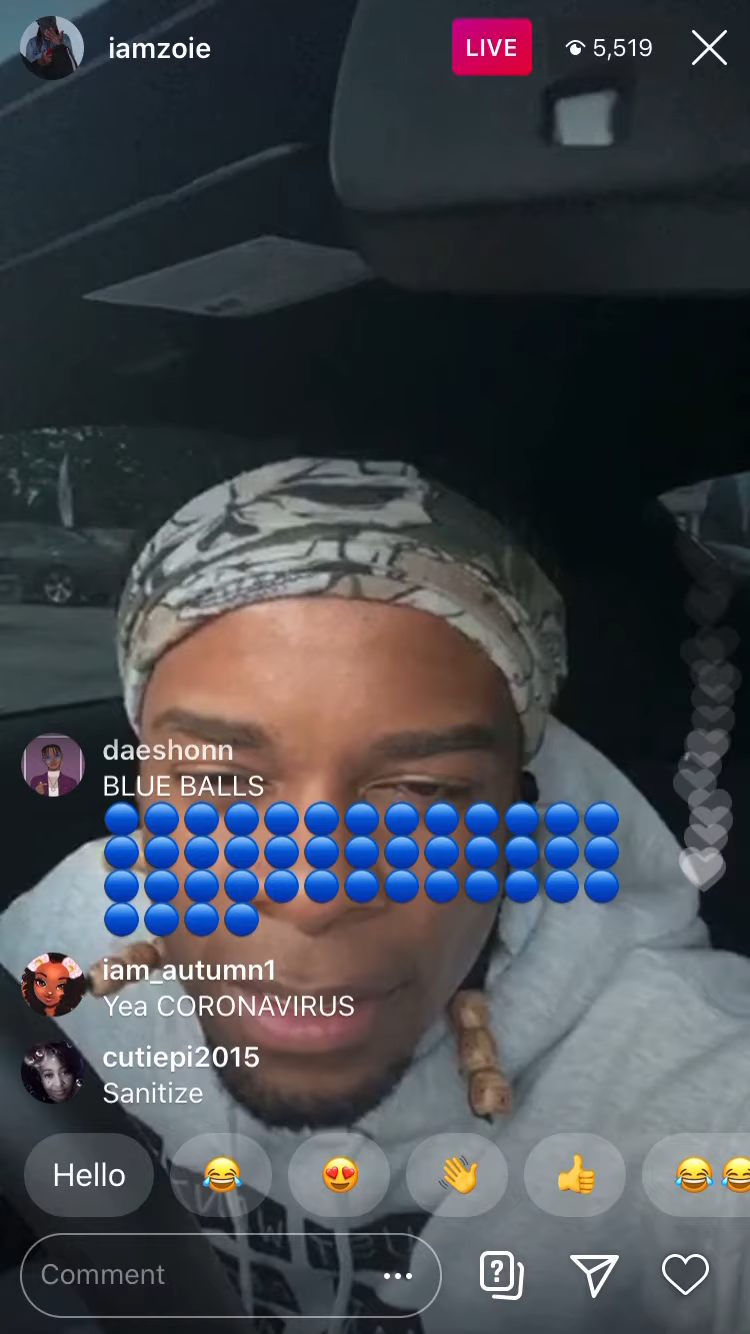 iamzoie
LIVE
5,519
daeshonn
BLUE BALLS
🔵🔵🔵🔵🔵🔵🔵🔵🔵🔵🔵🔵🔵
🔵🔵🔵🔵🔵🔵🔵🔵🔵🔵🔵🔵🔵
🔵🔵🔵🔵🔵🔵🔵🔵🔵🔵🔵🔵🔵
🔵🔵🔵🔵
iam_autumn1
Yea CORONAVIRUS
cutiepi2015
Sanitize
Hello 😂 😍 👋 👍 😂😂
Comment